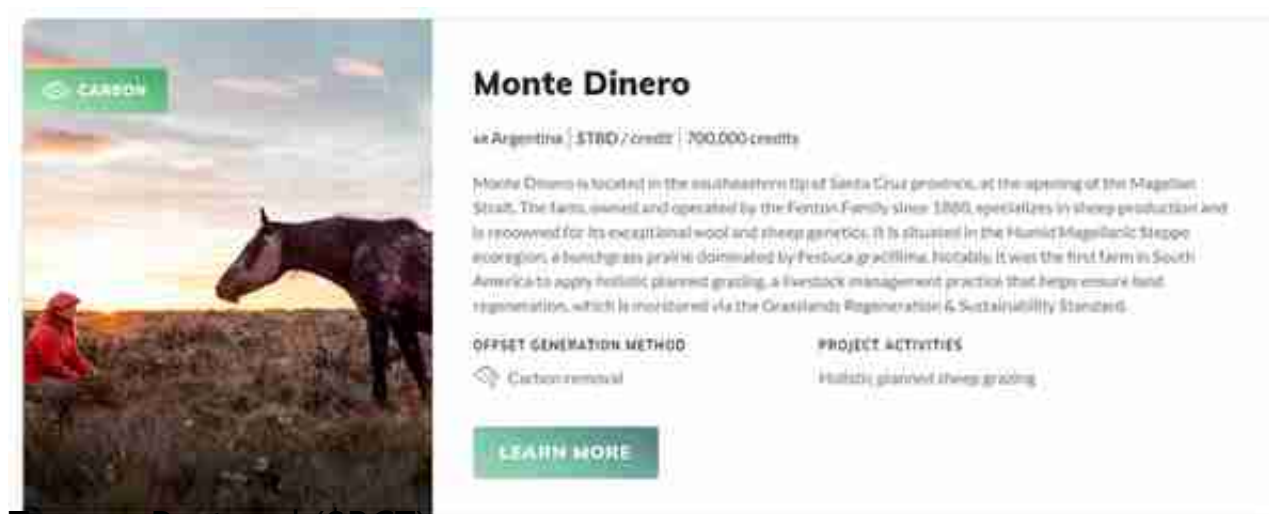 CARBON
Monte Dinero
AR Argentina | $TBD / credit | 700,000 credits
Monte Dinero is located in the southeastern tip of Santa Cruz province, at the opening of the Magellan
Strait. The farm, owned and operated by the Fenton Family since 1880, specializes in sheep production and
is renowned for its exceptional wool and sheep genetics. It is situated in the Humid Magellanic Steppe
ecoregion, a bunchgrass prairie dominated by Festuca gracillima. Notably, it was the first farm in South
America to apply holistic planned grazing, a livestock management practice that helps ensure land
regeneration, which is monitored via the Grasslands Regeneration & Sustainability Standard.
OFFSET GENERATION METHOD
PROJECT ACTIVITIES
Carbon removal
Holistic planned sheep grazing
LEARN MORE